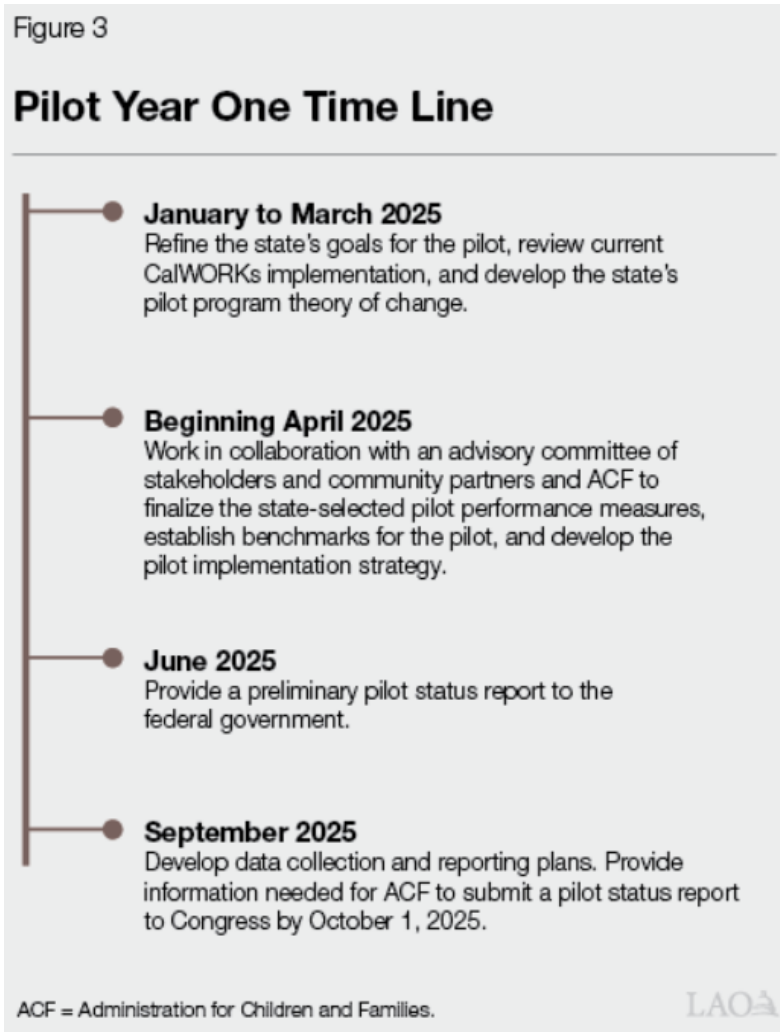 Figure 3
Pilot Year One Time Line
January to March 2025
Refine the state's goals for the pilot, review current
CalWORKs implementation, and develop the state's
pilot program theory of change.
Beginning April 2025
Work in collaboration with an advisory committee of
stakeholders and community partners and ACF to
finalize the state-selected pilot performance measures,
establish benchmarks for the pilot, and develop the
pilot implementation strategy.
June 2025
Provide a preliminary pilot status report to the
federal government.
September 2025
Develop data collection and reporting plans. Provide
information needed for ACF to submit a pilot status report
to Congress by October 1, 2025.
ACF = Administration for Children and Families.
LAO